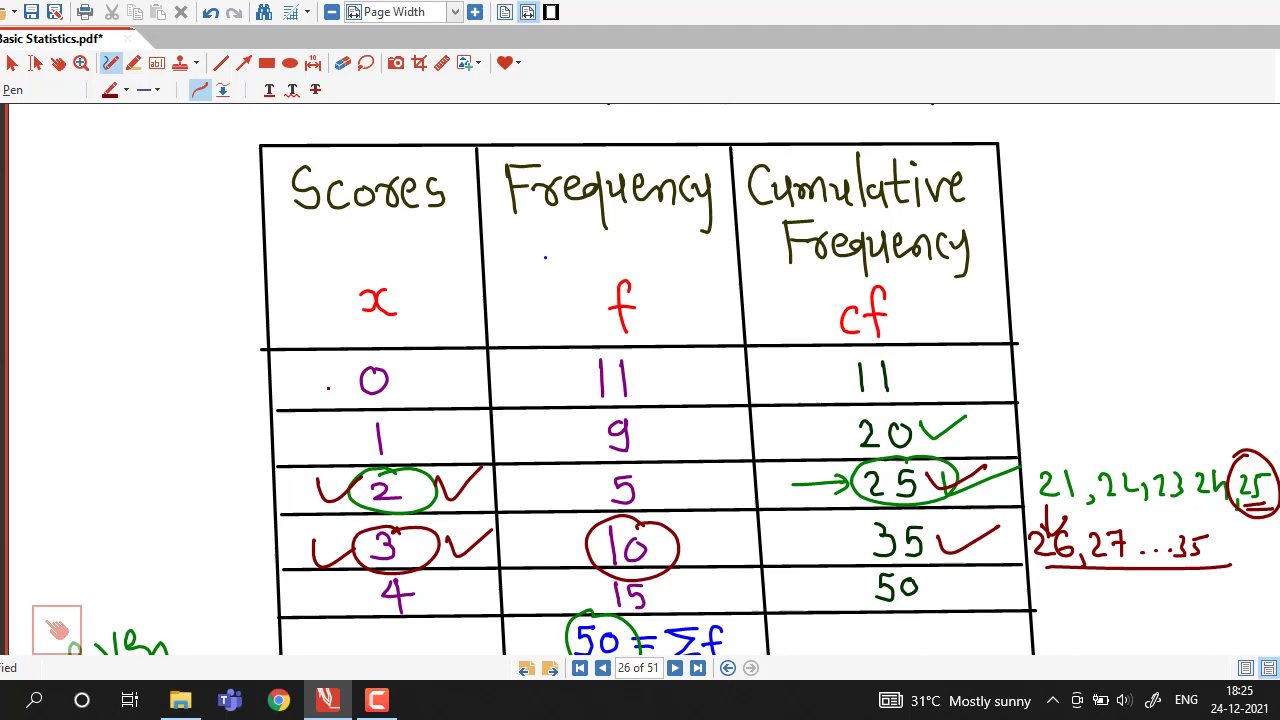 Page Width
Basic Statistics.pdf*
Pen
Scores Frequency Cumulative Frequency
x f cf
0 11 11
1 9 20
2 5 25 21, 22, 23 24, 25
3 10 35 26, 27 ... 35
4 15 50
50 = Σf
26 of 51
31°C Mostly sunny ENG 18:25
24-12-2021